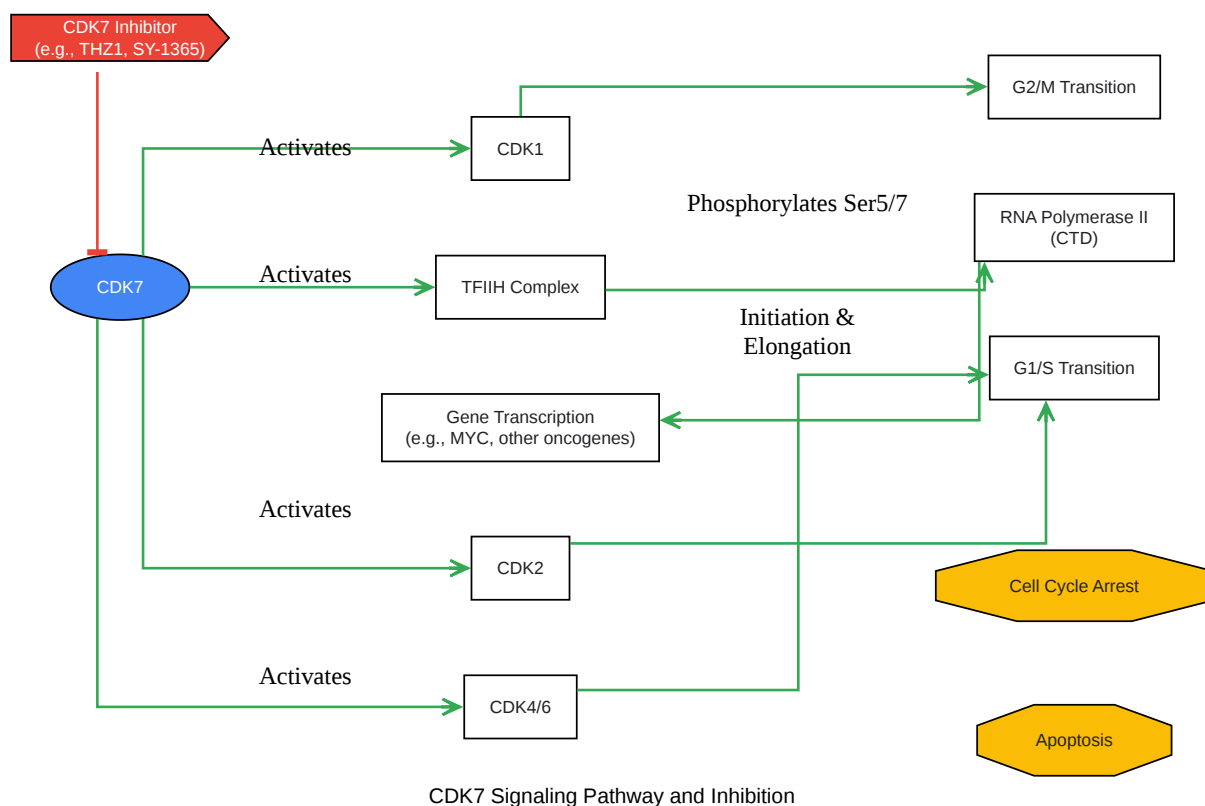 CDK7 Inhibitor
(e.g., THZ1, SY-1365)
G2/M Transition
Activates
CDK1
Phosphorylates Ser5/7
RNA Polymerase II
(CTD)
CDK7
Activates
TFIIH Complex
Initiation &
Elongation
G1/S Transition
Gene Transcription
(e.g., MYC, other oncogenes)
Activates
CDK2
Cell Cycle Arrest
Activates
CDK4/6
Apoptosis
CDK7 Signaling Pathway and Inhibition